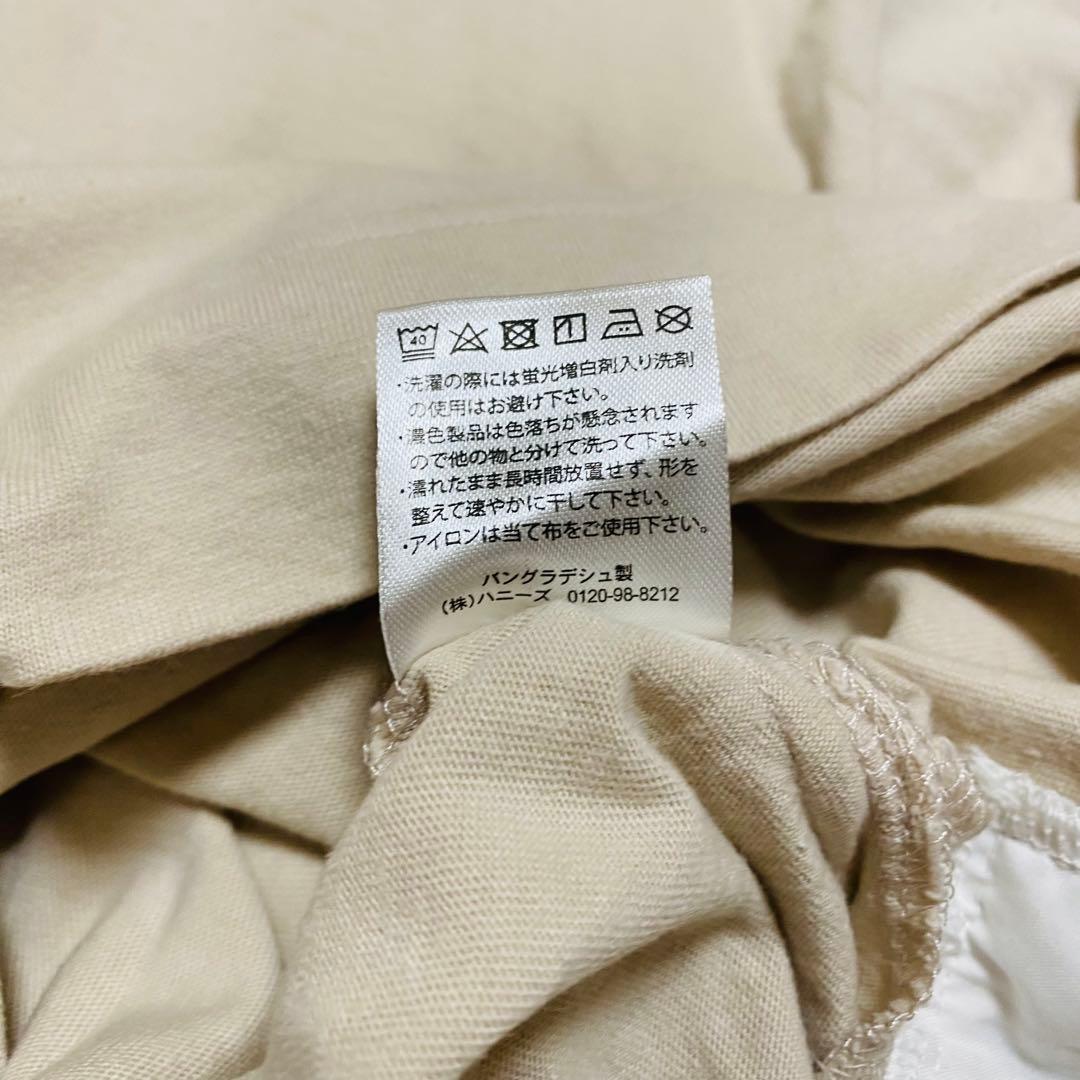 40
・洗濯の際には蛍光増白剤入り洗剤
の使用はお避け下さい。
・濃色製品は色落ちが懸念されます
ので他の物と分けて洗って下さい。
・濡れたまま長時間放置せず、形を
整えて速やかに干して下さい。
・アイロンは当て布をご使用下さい。
バングラデシュ製
(株)ハニーズ 0120-98-8212